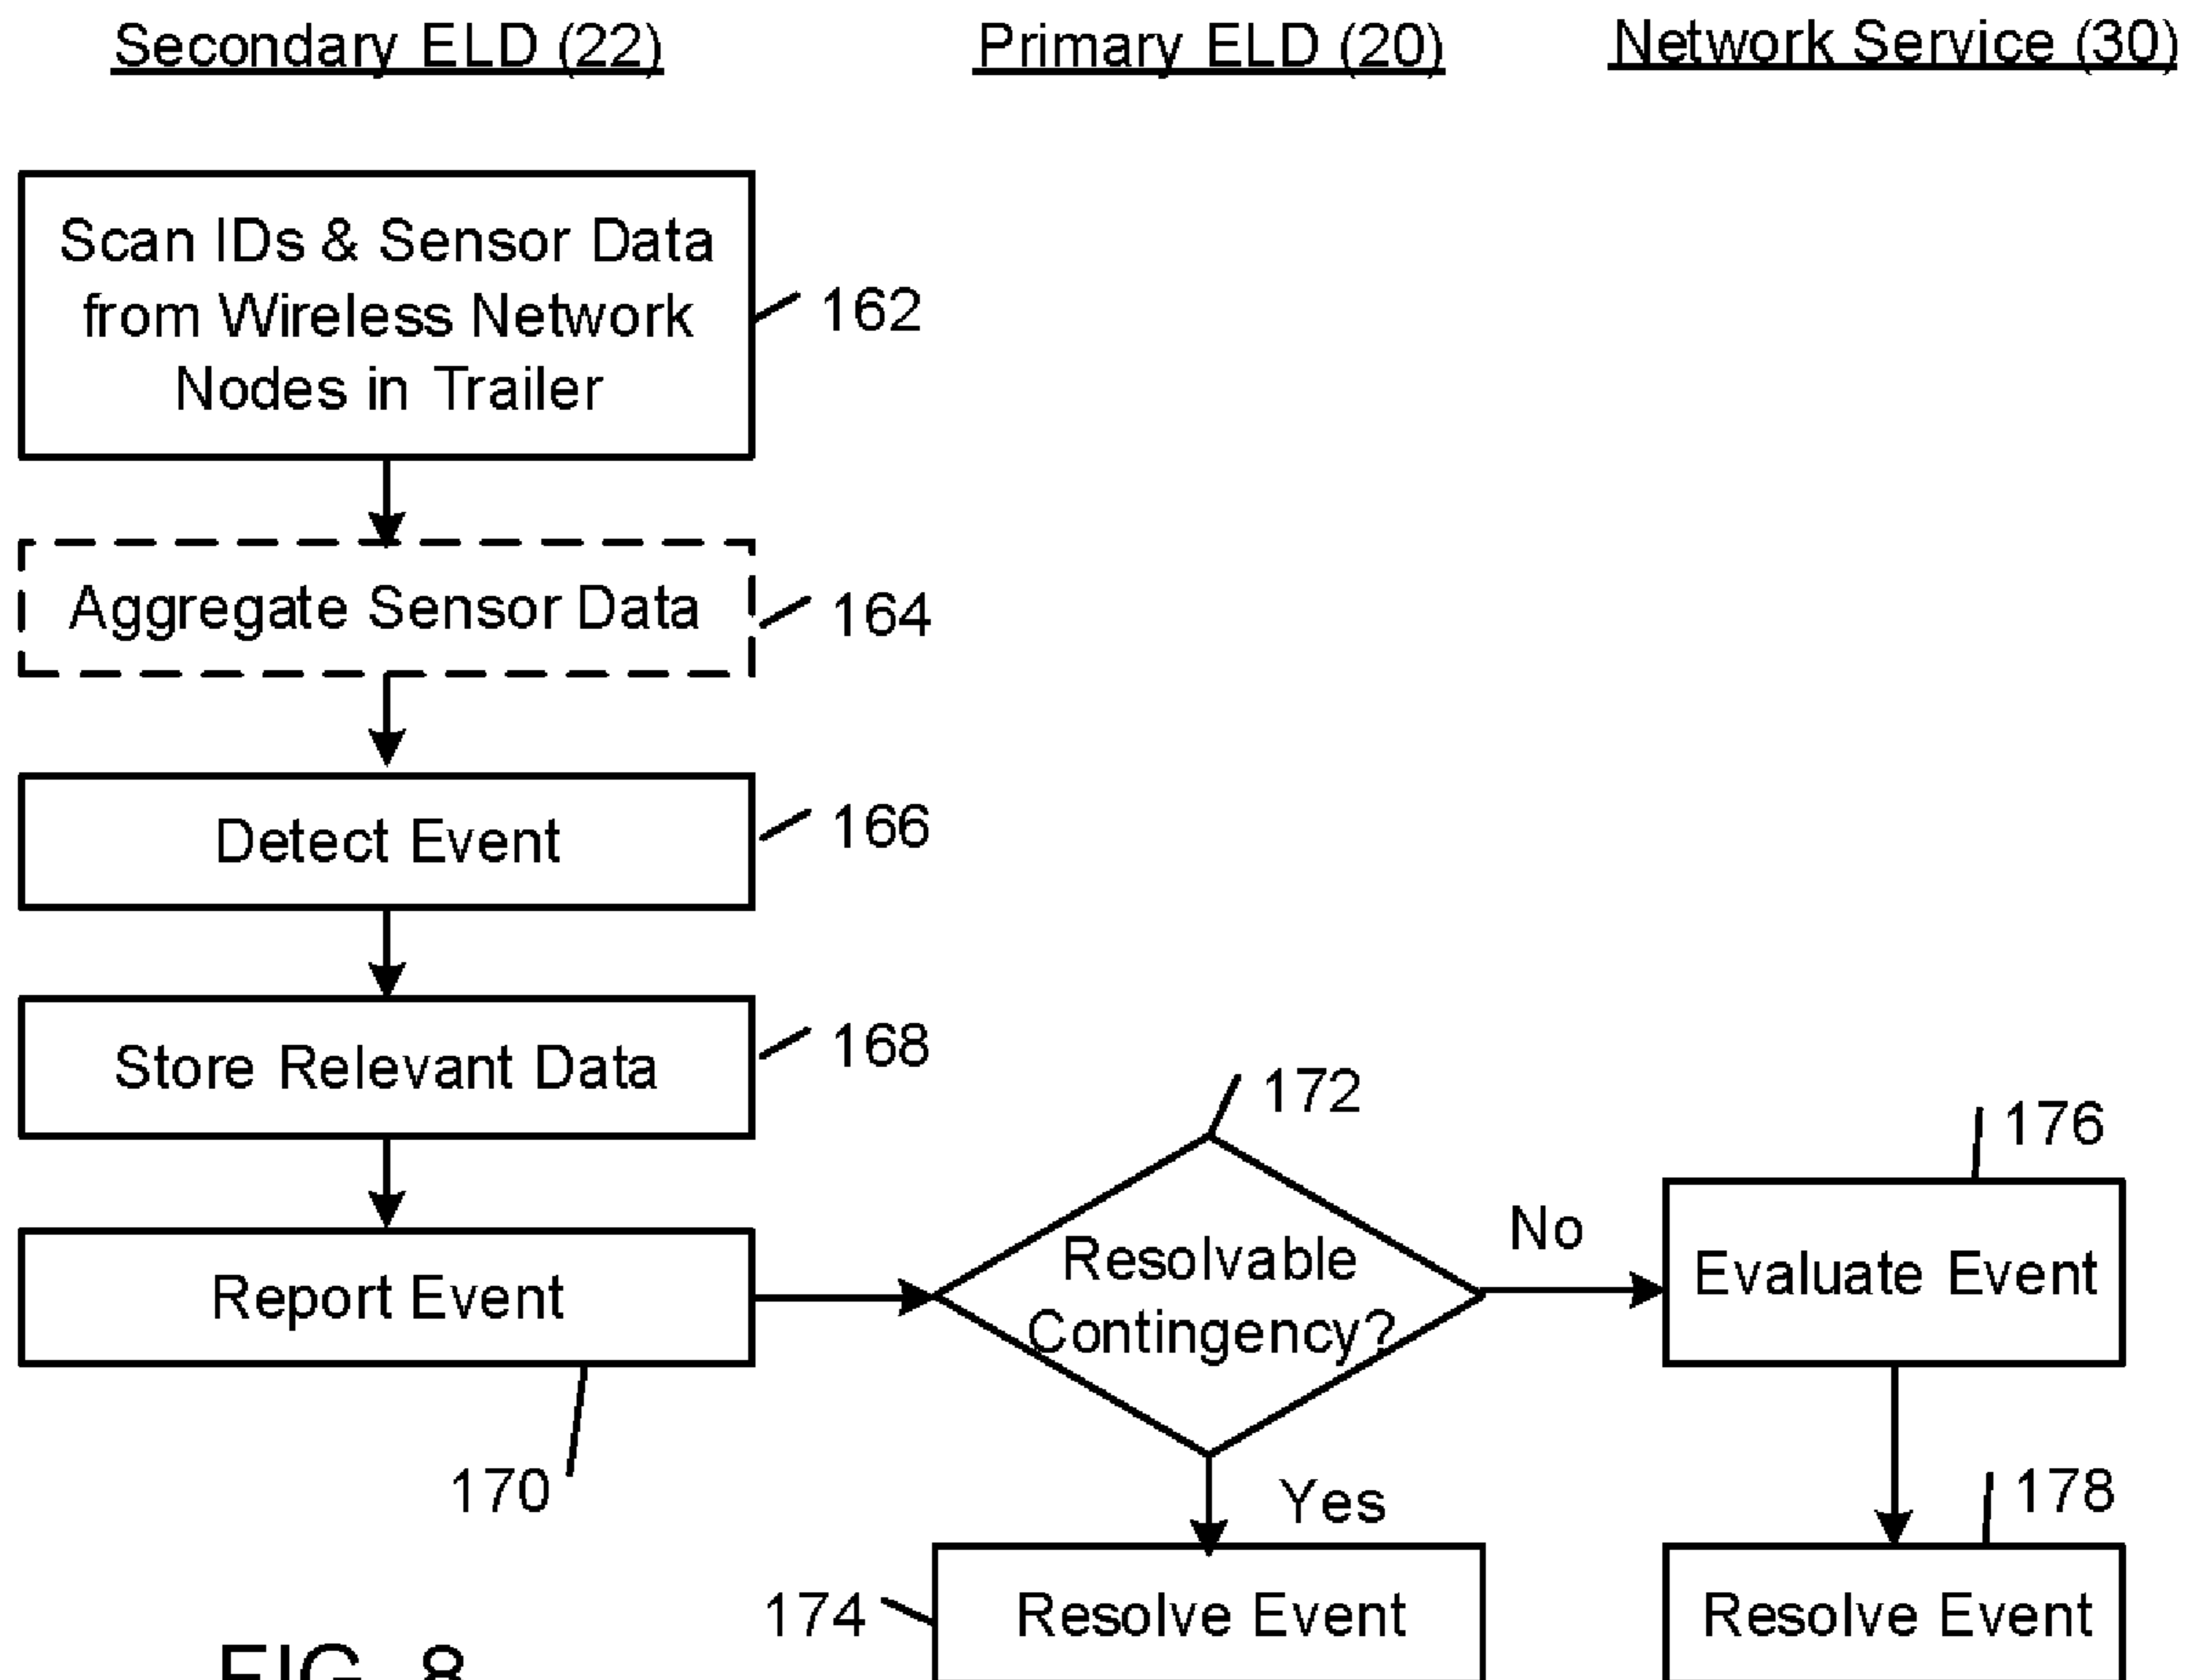 Secondary ELD (22)
Primary ELD (20)
Network Service (30)
Scan IDs & Sensor Data
from Wireless Network
Nodes in Trailer
162
Aggregate Sensor Data
164
Detect Event
166
Store Relevant Data
168
172
176
Report Event
Resolvable
Contingency?
No
Evaluate Event
170
Yes
178
174
Resolve Event
Resolve Event
FIG. 8